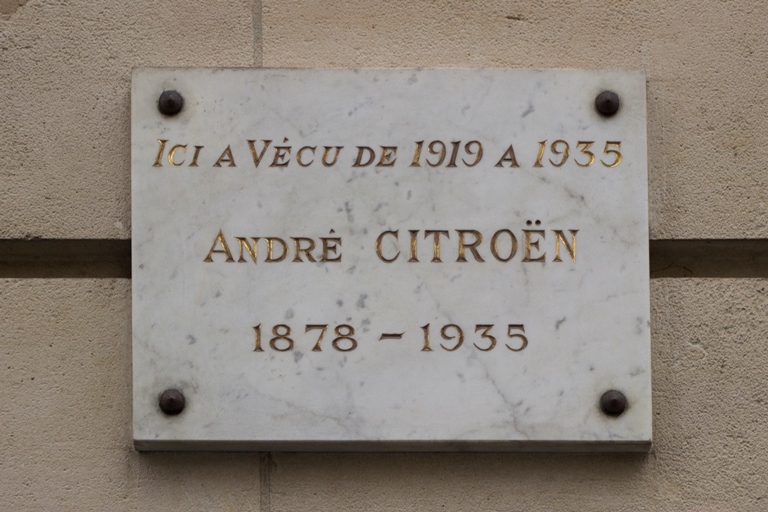 ICI A VÉCU DE 1919 A 1935
ANDRÉ CITROËN
1878 - 1935